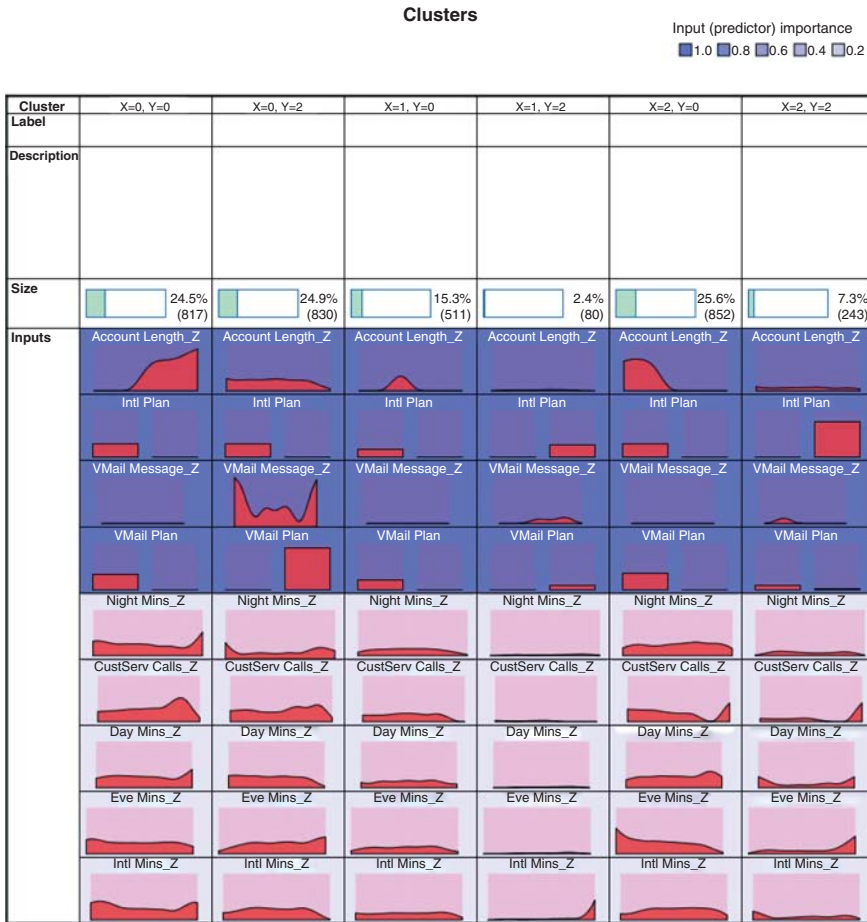 Clusters
Input (predictor) importance
1.0 0.8 0.6 0.4 0.2
Cluster X=0, Y=0 X=0, Y=2 X=1, Y=0 X=1, Y=2 X=2, Y=0 X=2, Y=2
Label
Description
Size
24.5% 24.9% 15.3% 2.4% 25.6% 7.3%
(817) (830) (511) (80) (852) (243)
Inputs Account Length_Z Account Length_Z Account Length_Z Account Length_Z Account Length_Z Account Length_Z
Intl Plan Intl Plan Intl Plan Intl Plan Intl Plan Intl Plan
VMail Message_Z VMail Message_Z VMail Message_Z VMail Message_Z VMail Message_Z VMail Message_Z
VMail Plan VMail Plan VMail Plan VMail Plan VMail Plan VMail Plan
Night Mins_Z Night Mins_Z Night Mins_Z Night Mins_Z Night Mins_Z Night Mins_Z
CustServ Calls_Z CustServ Calls_Z CustServ Calls_Z CustServ Calls_Z CustServ Calls_Z CustServ Calls_Z
Day Mins_Z Day Mins_Z Day Mins_Z Day Mins_Z Day Mins_Z Day Mins_Z
Eve Mins_Z Eve Mins_Z Eve Mins_Z Eve Mins_Z Eve Mins_Z Eve Mins_Z
Intl Mins_Z Intl Mins_Z Intl Mins_Z Intl Mins_Z Intl Mins_Z Intl Mins_Z